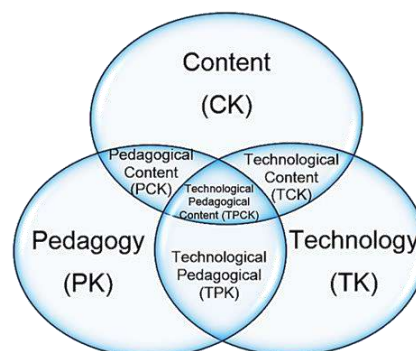 Content
(CK)
Pedagogical
Content
(PCK)
Technological
Content
(TCK)
Technological
Pedagogical
Content (TPCK)
Pedagogy
(PK)
Technological
Pedagogical
(TPK)
Technology
(TK)